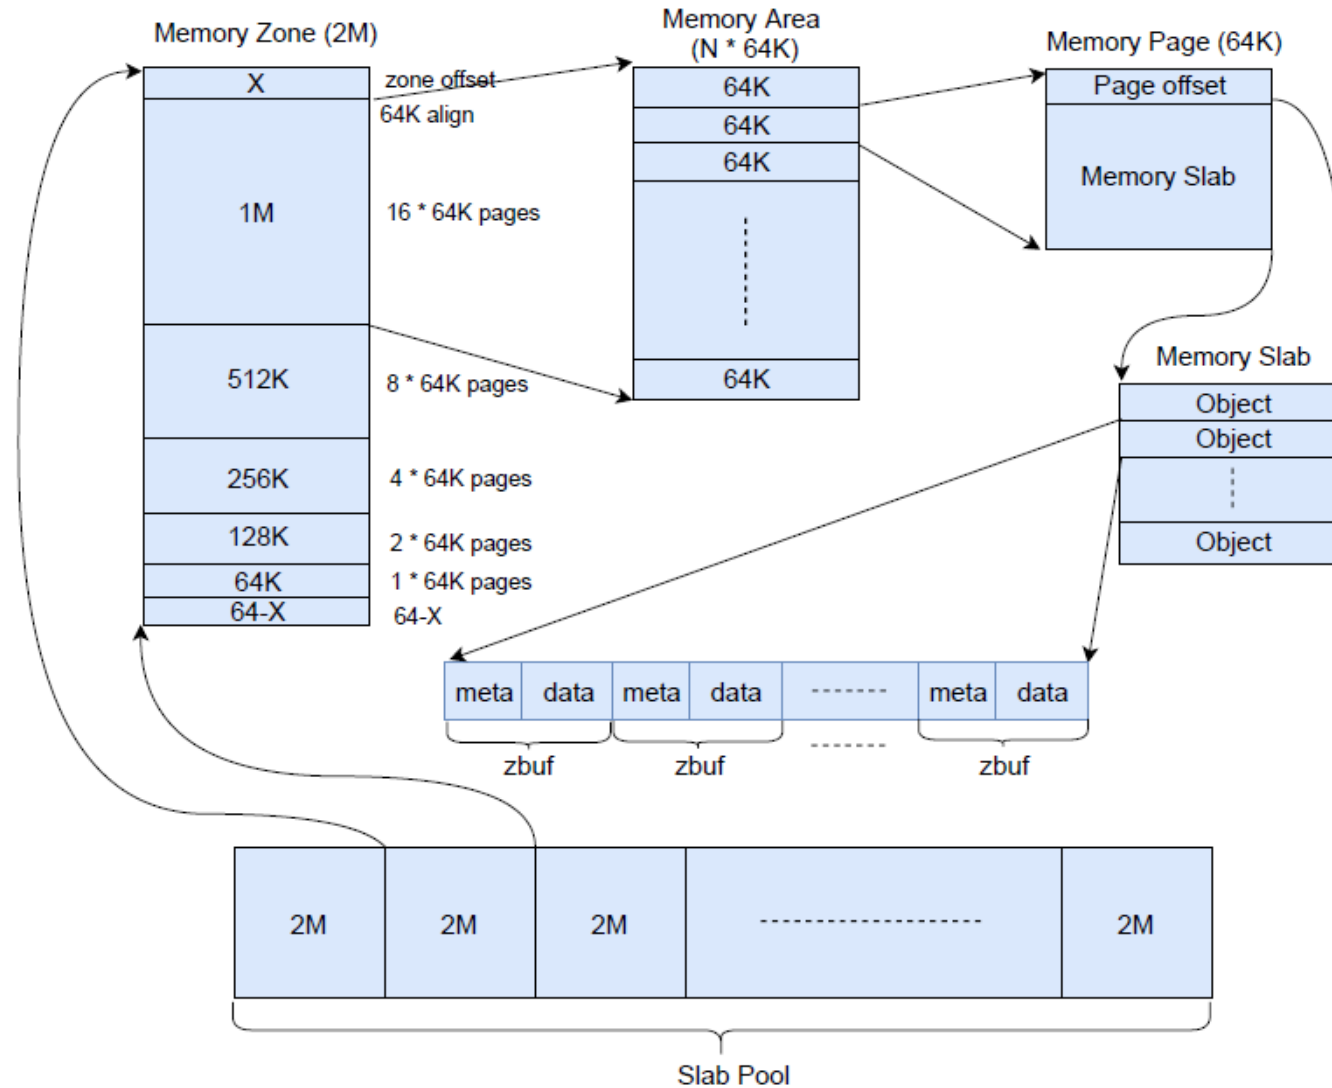 Memory Zone (2M)
X
zone offset
64K align
1M
16 * 64K pages
512K
8 * 64K pages
256K
4 * 64K pages
128K
2 * 64K pages
64K
1 * 64K pages
64-X
64-X
Memory Area
(N * 64K)
64K
64K
64K
64K
Memory Page (64K)
Page offset
Memory Slab
Memory Slab
Object
Object
Object
meta data meta data meta data
zbuf zbuf zbuf
2M 2M 2M 2M
Slab Pool